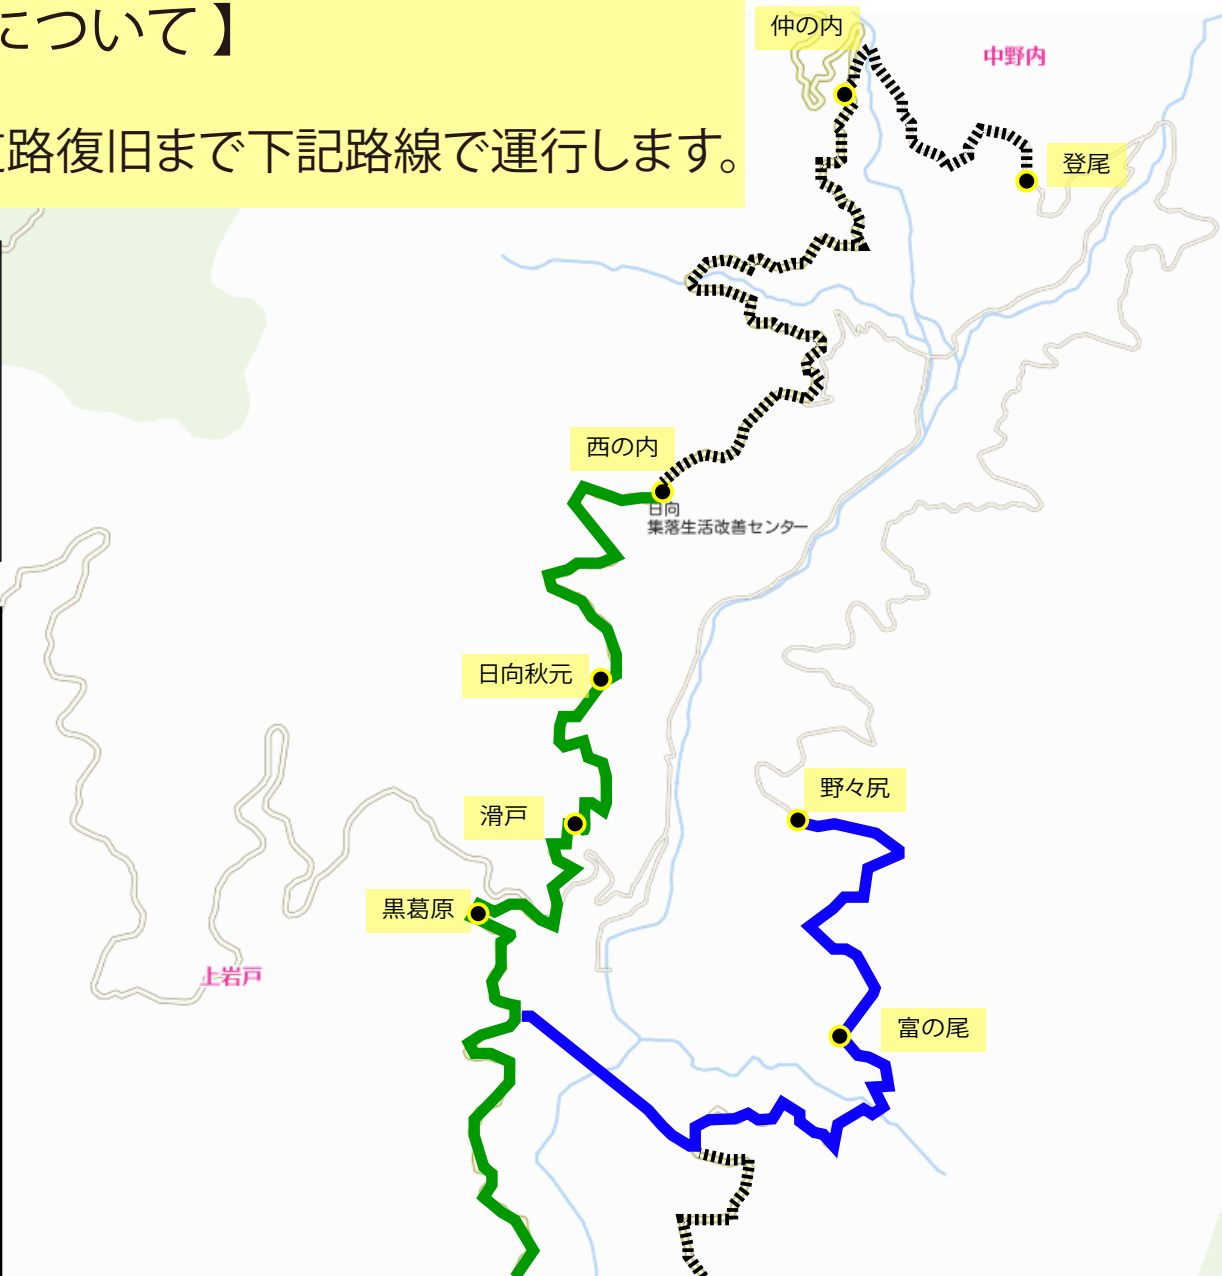 について】
路復旧まで下記路線で運行します。
仲の内
中野内
登尾
西の内
日向
集落生活改善センター
日向秋元
野々尻
滑戸
黒葛原
上岩戸
富の尾